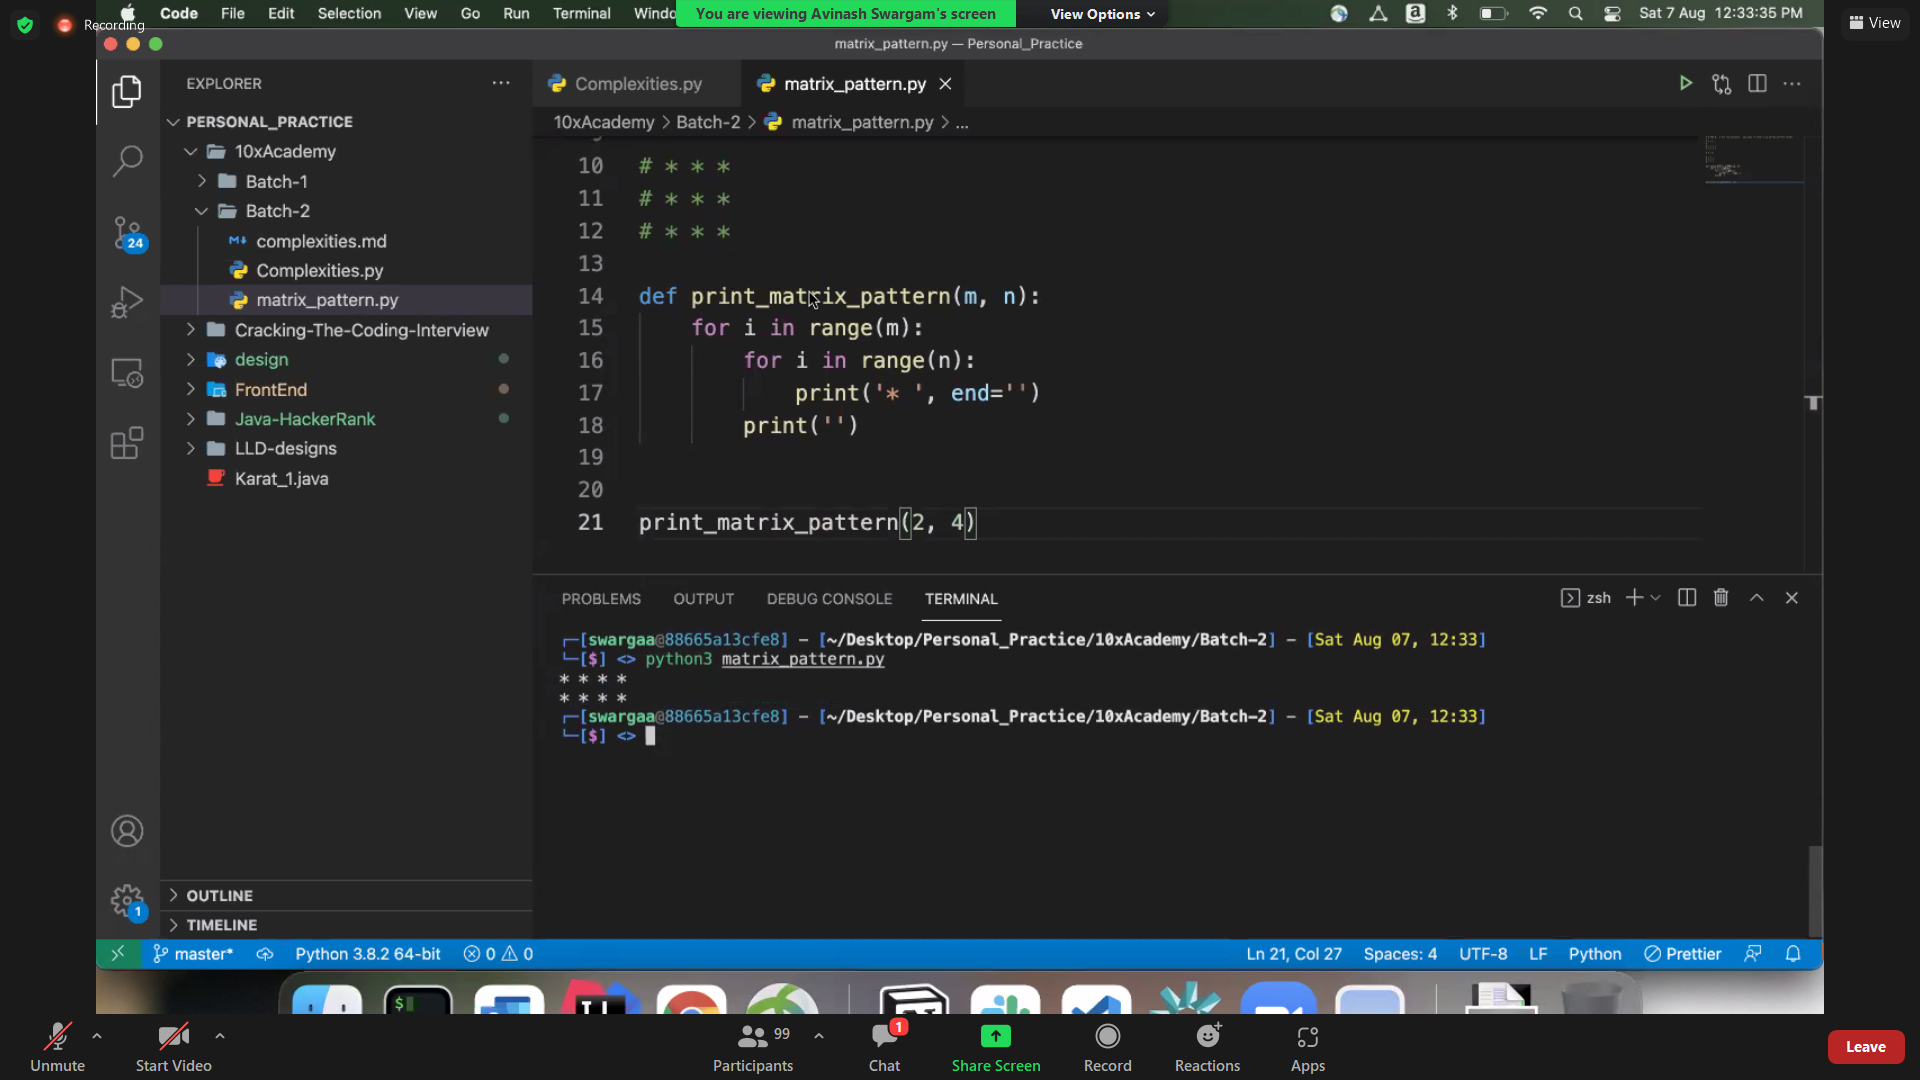 Code File Edit Selection View Go Run Terminal Windo
You are viewing Avinash Swargam's screen
View Options
Sat 7 Aug 12:33:35 PM
View
Recording
matrix_pattern.py — Personal_Practice
EXPLORER
PERSONAL_PRACTICE
10xAcademy
Batch-1
Batch-2
complexities.md
Complexities.py
matrix_pattern.py
Cracking-The-Coding-Interview
design
FrontEnd
Java-HackerRank
LLD-designs
Karat_1.java
24
1
OUTLINE
TIMELINE
Complexities.py
matrix_pattern.py
10xAcademy > Batch-2 > matrix_pattern.py > ...
10 # * * *
11 # * * *
12 # * * *
13
14 def print_matrix_pattern(m, n):
15 for i in range(m):
16 for i in range(n):
17 print('* ', end='')
18 print('')
19
20
21 print_matrix_pattern(2, 4)
PROBLEMS OUTPUT DEBUG CONSOLE TERMINAL
zsh
[swargaa@88665a13cfe8] - [~/Desktop/Personal_Practice/10xAcademy/Batch-2] - [Sat Aug 07, 12:33]
[$] <> python3 matrix_pattern.py
* * * *
* * * *
[swargaa@88665a13cfe8] - [~/Desktop/Personal_Practice/10xAcademy/Batch-2] - [Sat Aug 07, 12:33]
[$] <>
master* Python 3.8.2 64-bit 0 0
Ln 21, Col 27 Spaces: 4 UTF-8 LF Python Prettier
Unmute
Start Video
99
Participants
1
Chat
Share Screen
Record
Reactions
Apps
Leave